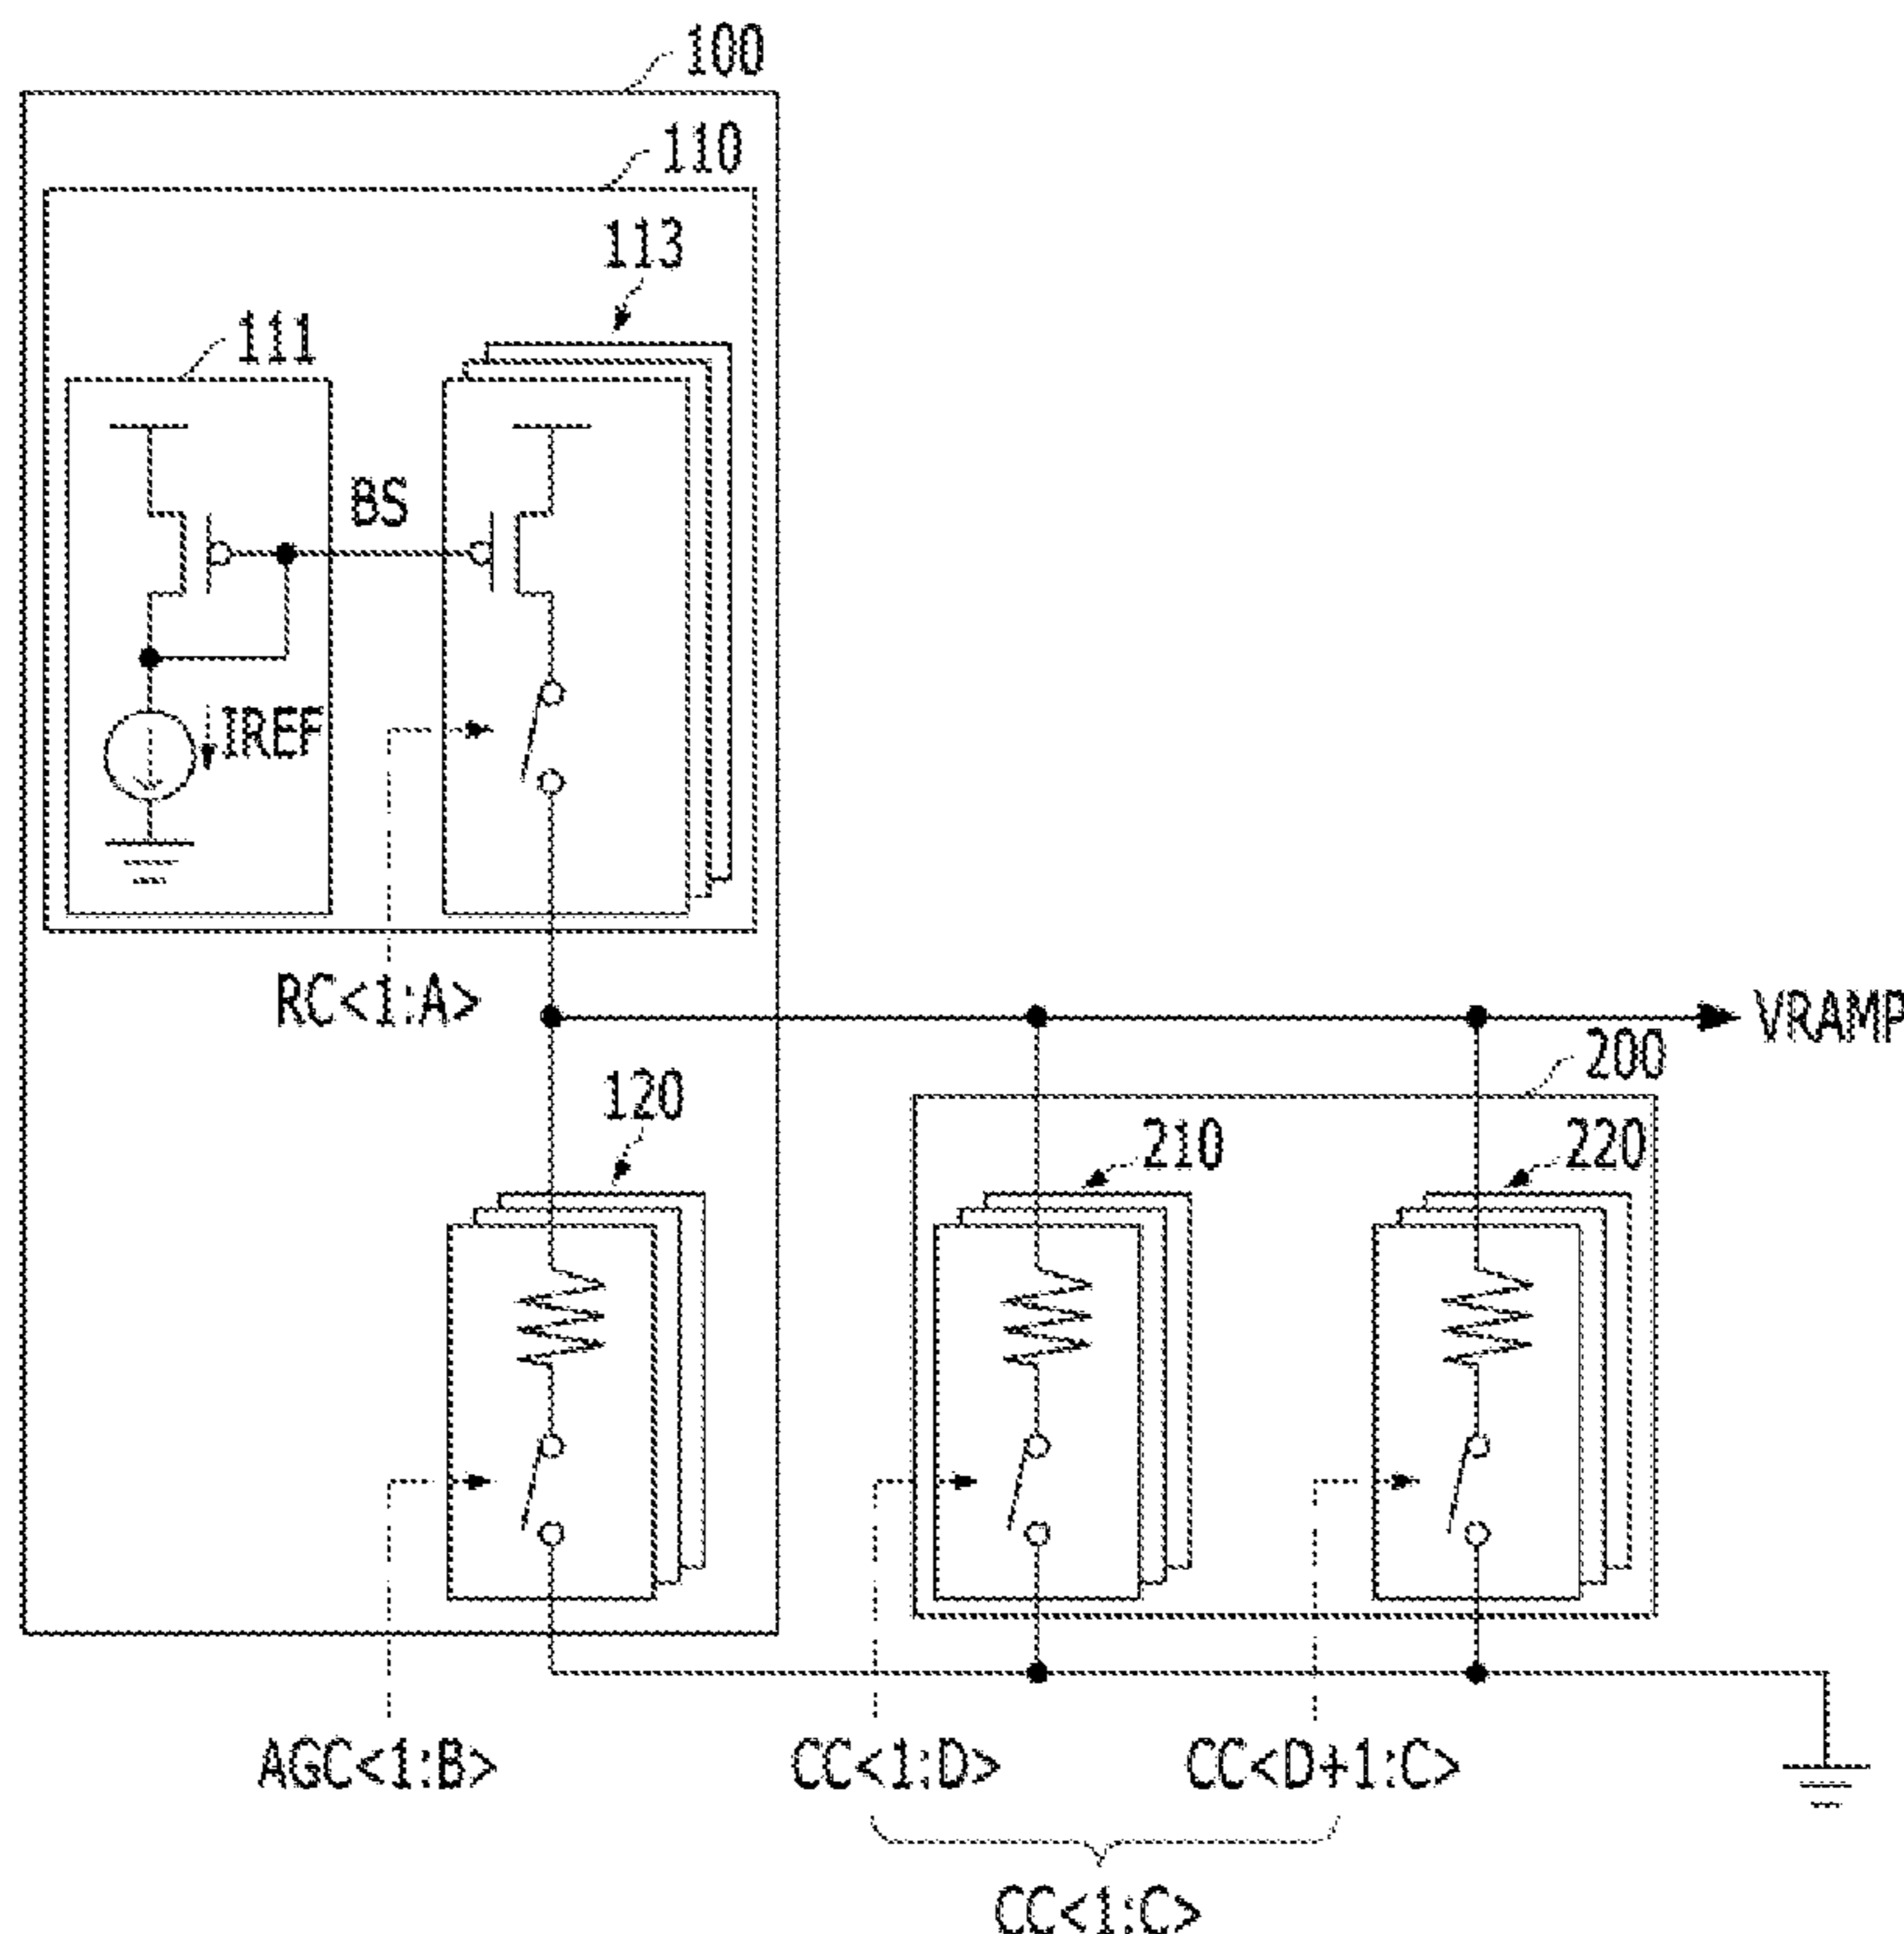 100
110
113
111
BS
IREF
RC<1:A>
VRAMP
200
120
210
220
AGC<1:B>
CC<1:D>
CC<D+1:C>
CC<1:C>